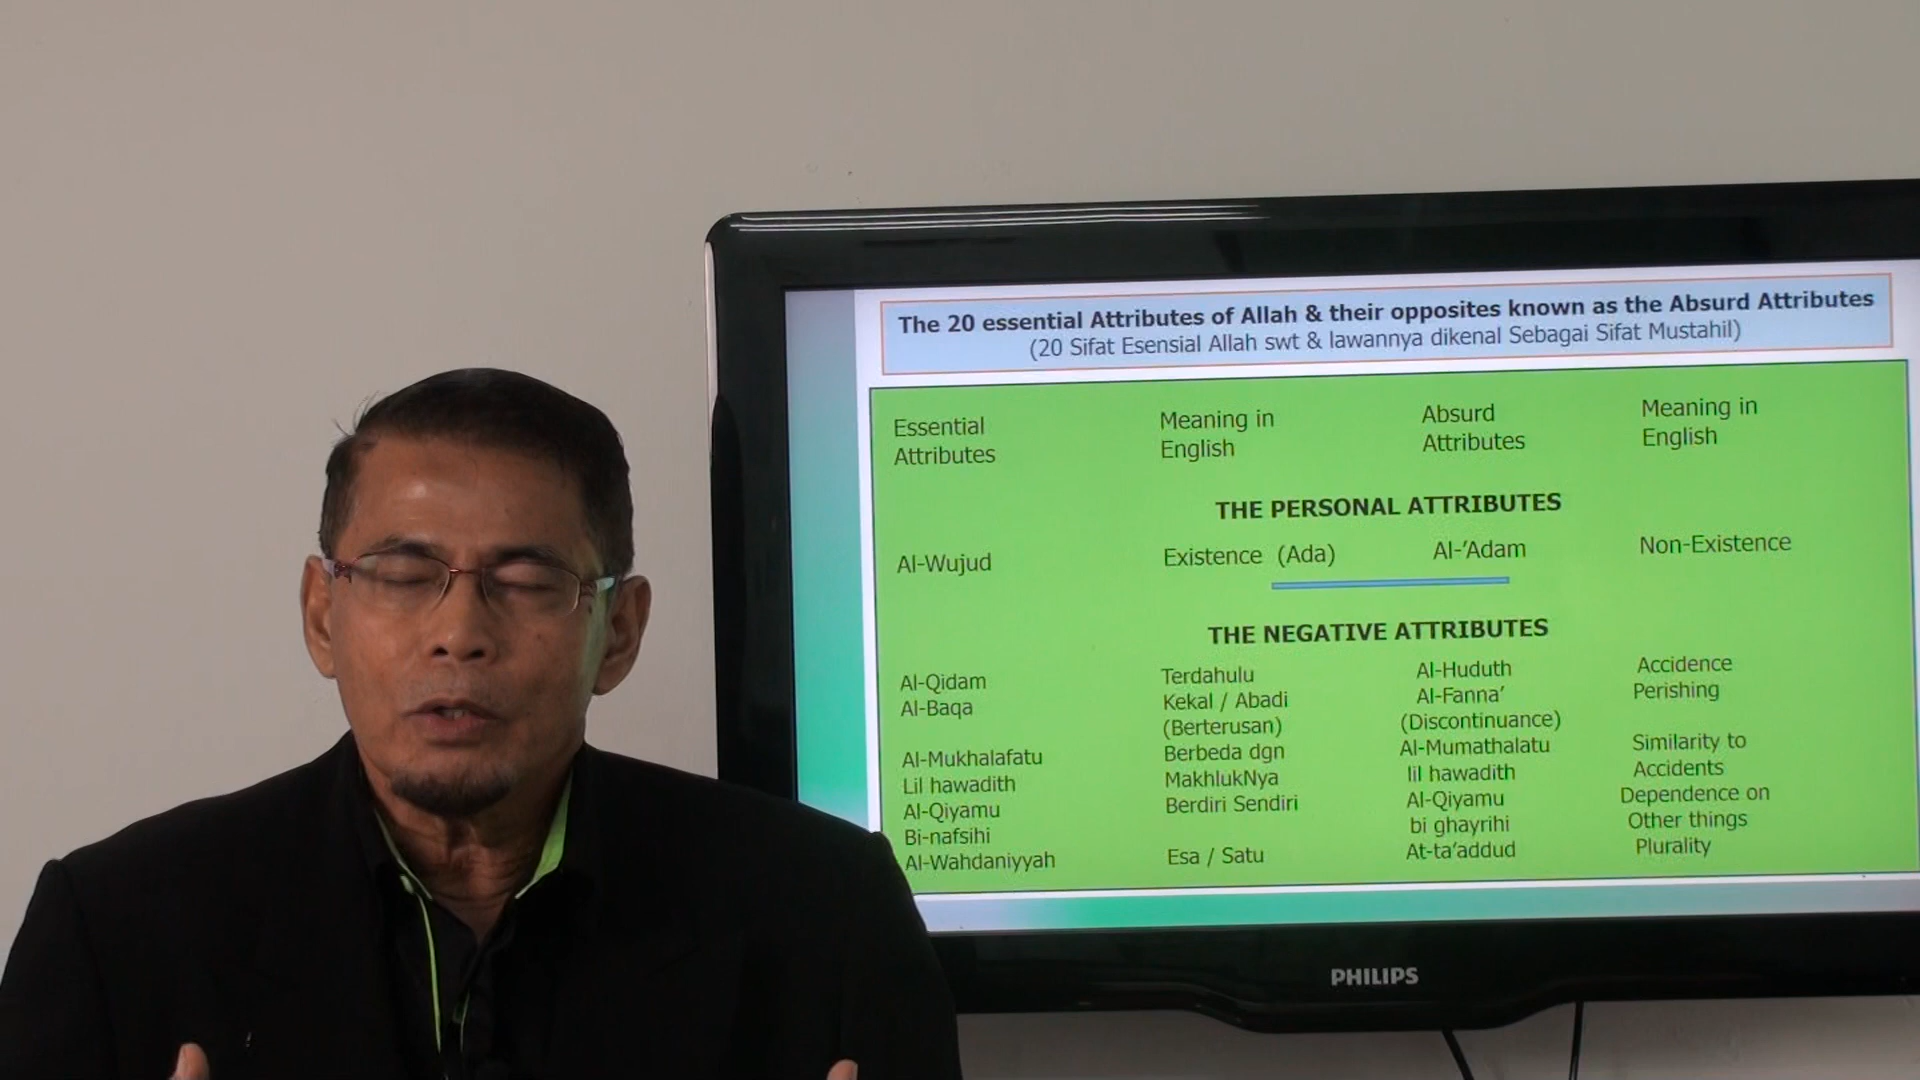 The 20 essential Attributes of Allah & their opposites known as the Absurd Attributes
(20 Sifat Esensial Allah swt & lawannya dikenal Sebagai Sifat Mustahil)
Essential Meaning in Absurd Meaning in
Attributes English Attributes English
THE PERSONAL ATTRIBUTES
Al-Wujud Existence (Ada) Al-'Adam Non-Existence
THE NEGATIVE ATTRIBUTES
Al-Qidam Terdahulu Al-Huduth Accidence
Al-Baqa Kekal / Abadi Al-Fanna' Perishing
(Berterusan) (Discontinuance)
Al-Mukhalafatu Berbeda dgn Al-Mumathalatu Similarity to
Lil hawadith MakhlukNya lil hawadith Accidents
Al-Qiyamu Berdiri Sendiri Al-Qiyamu Dependence on
Bi-nafsihi bi ghayrihi Other things
Al-Wahdaniyyah Esa / Satu At-ta'addud Plurality
PHILIPS